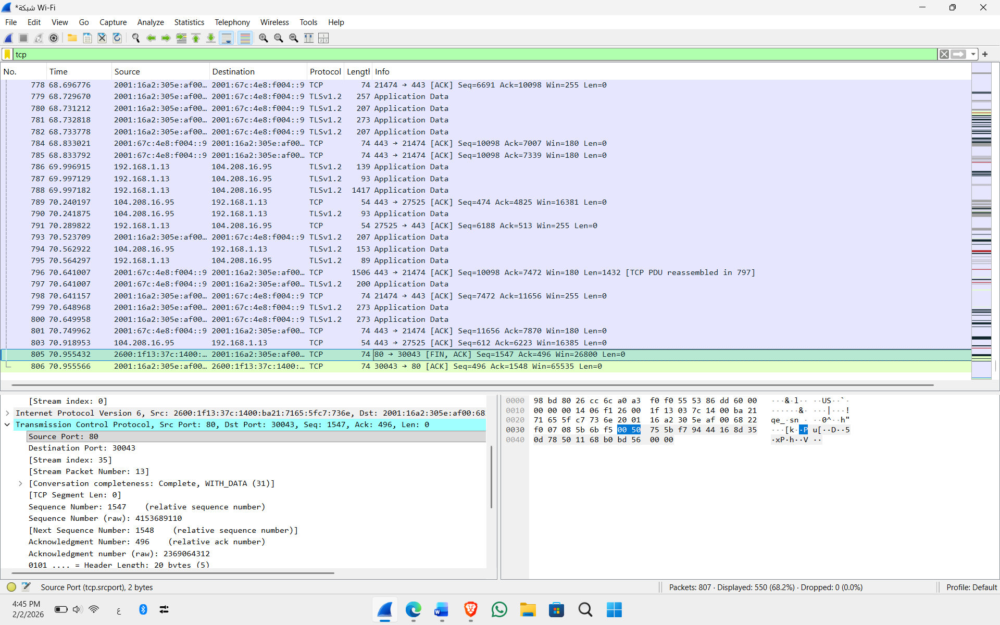 *شبكة Wi-Fi
File Edit View Go Capture Analyze Statistics Telephony Wireless Tools Help
tcp
No. Time Source Destination Protocol Length Info
778 68.696776 2001:16a2:305e:af00… 2001:67c:4e8:f004::9 TCP 74 21474 → 443 [ACK] Seq=6691 Ack=10098 Win=255 Len=0
779 68.729670 2001:16a2:305e:af00… 2001:67c:4e8:f004::9 TLSv1.2 257 Application Data
780 68.731212 2001:16a2:305e:af00… 2001:67c:4e8:f004::9 TLSv1.2 207 Application Data
781 68.732818 2001:16a2:305e:af00… 2001:67c:4e8:f004::9 TLSv1.2 273 Application Data
782 68.733778 2001:16a2:305e:af00… 2001:67c:4e8:f004::9 TLSv1.2 207 Application Data
784 68.833021 2001:67c:4e8:f004::9 2001:16a2:305e:af00… TCP 74 443 → 21474 [ACK] Seq=10098 Ack=7007 Win=180 Len=0
785 68.833792 2001:67c:4e8:f004::9 2001:16a2:305e:af00… TCP 74 443 → 21474 [ACK] Seq=10098 Ack=7339 Win=180 Len=0
786 69.996915 192.168.1.13 104.208.16.95 TLSv1.2 139 Application Data
787 69.997129 192.168.1.13 104.208.16.95 TLSv1.2 93 Application Data
788 69.997182 192.168.1.13 104.208.16.95 TLSv1.2 1417 Application Data
789 70.240197 104.208.16.95 192.168.1.13 TCP 54 443 → 27525 [ACK] Seq=474 Ack=4825 Win=16381 Len=0
790 70.241875 104.208.16.95 192.168.1.13 TLSv1.2 93 Application Data
791 70.289822 192.168.1.13 104.208.16.95 TCP 54 27525 → 443 [ACK] Seq=6188 Ack=513 Win=255 Len=0
793 70.523709 2001:16a2:305e:af00… 2001:67c:4e8:f004::9 TLSv1.2 207 Application Data
794 70.562922 104.208.16.95 192.168.1.13 TLSv1.2 153 Application Data
795 70.564297 192.168.1.13 104.208.16.95 TLSv1.2 89 Application Data
796 70.641007 2001:67c:4e8:f004::9 2001:16a2:305e:af00… TCP 1506 443 → 21474 [ACK] Seq=10098 Ack=7472 Win=180 Len=1432 [TCP PDU reassembled in 797]
797 70.641007 2001:67c:4e8:f004::9 2001:16a2:305e:af00… TLSv1.2 200 Application Data
798 70.641157 2001:16a2:305e:af00… 2001:67c:4e8:f004::9 TCP 74 21474 → 443 [ACK] Seq=7472 Ack=11656 Win=255 Len=0
799 70.648968 2001:16a2:305e:af00… 2001:67c:4e8:f004::9 TLSv1.2 273 Application Data
800 70.649958 2001:16a2:305e:af00… 2001:67c:4e8:f004::9 TLSv1.2 273 Application Data
801 70.749962 2001:67c:4e8:f004::9 2001:16a2:305e:af00… TCP 74 443 → 21474 [ACK] Seq=11656 Ack=7870 Win=180 Len=0
803 70.918953 104.208.16.95 192.168.1.13 TCP 54 443 → 27525 [ACK] Seq=612 Ack=6223 Win=16385 Len=0
805 70.955432 2600:1f13:37c:1400:… 2001:16a2:305e:af00… TCP 74 80 → 30043 [FIN, ACK] Seq=1547 Ack=496 Win=26800 Len=0
806 70.955566 2001:16a2:305e:af00… 2600:1f13:37c:1400:… TCP 74 30043 → 80 [ACK] Seq=496 Ack=1548 Win=65535 Len=0
[Stream index: 0]
Internet Protocol Version 6, Src: 2600:1f13:37c:1400:ba21:7165:5fc7:736e, Dst: 2001:16a2:305e:af00:68
Transmission Control Protocol, Src Port: 80, Dst Port: 30043, Seq: 1547, Ack: 496, Len: 0
Source Port: 80
Destination Port: 30043
[Stream index: 35]
[Stream Packet Number: 13]
[Conversation completeness: Complete, WITH_DATA (31)]
[TCP Segment Len: 0]
Sequence Number: 1547 (relative sequence number)
Sequence Number (raw): 4153689110
[Next Sequence Number: 1548 (relative sequence number)]
Acknowledgment Number: 496 (relative ack number)
Acknowledgment number (raw): 2369064312
0101 .... = Header Length: 20 bytes (5)
0000 98 bd 80 26 cc 6c a0 a3 f0 f0 55 53 86 dd 60 00 ···&·l·· ··US··`·
0010 00 00 00 14 06 f1 26 00 1f 13 03 7c 14 00 ba 21 ······&· ···|···!
0020 71 65 5f c7 73 6e 20 01 16 a2 30 5e af 00 68 22 qe_·sn · ··0^··h"
0030 f0 07 08 5b 6b f5 00 50 75 5b f7 94 44 16 8d 35 ···[k··P u[··D··5
0040 0d 78 50 11 68 b0 bd 56 00 00 ·xP·h··V ··
Source Port (tcp.srcport), 2 bytes
Packets: 807 · Displayed: 550 (68.2%) · Dropped: 0 (0.0%)
Profile: Default
4:45 PM
2/2/2026
ع